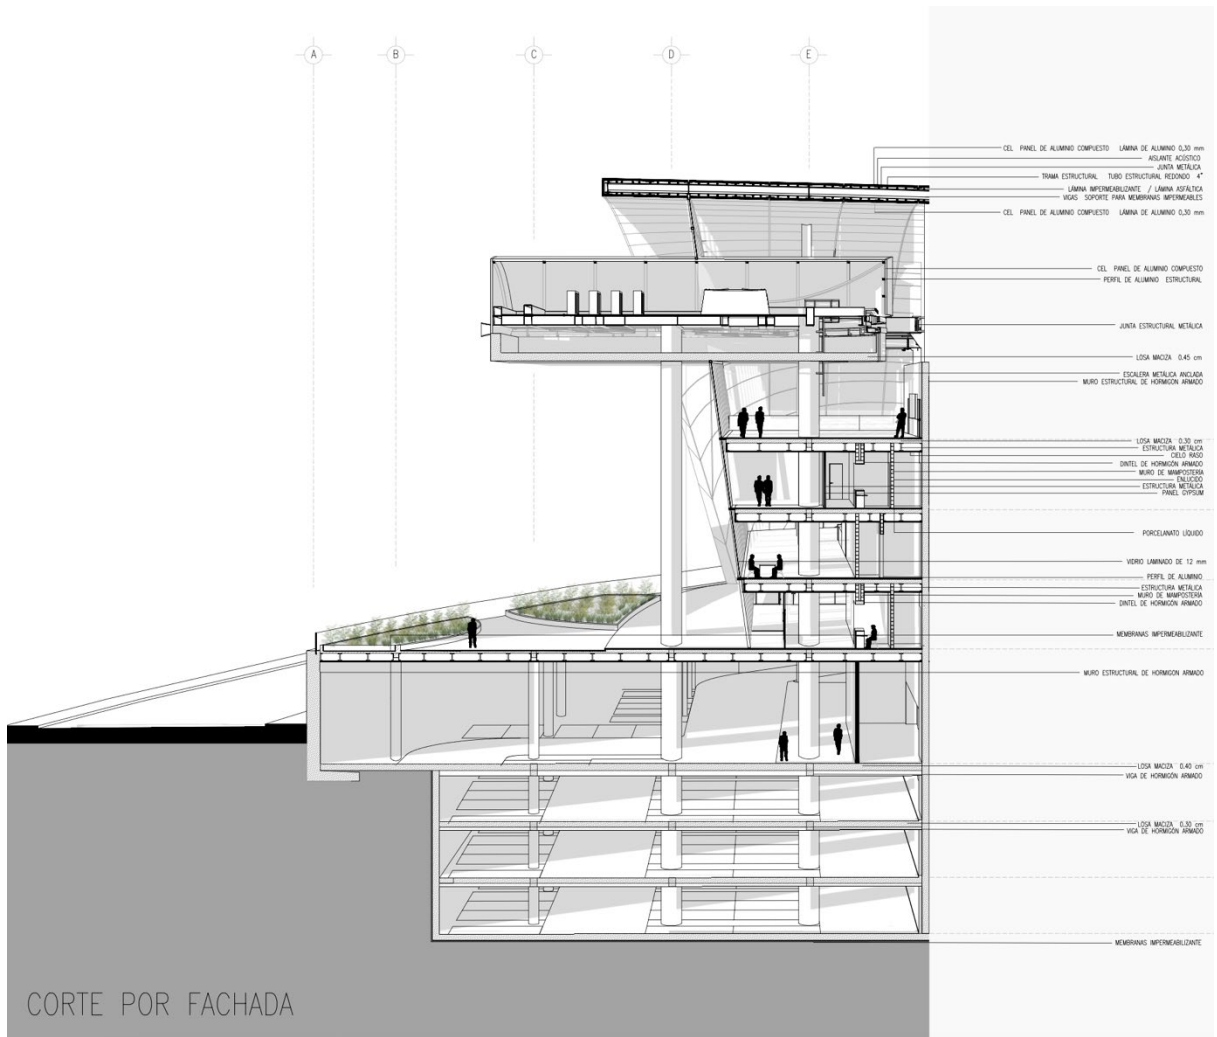 A B C D E
CEL PANEL DE ALUMINIO COMPUESTO LÁMINA DE ALUMINIO 0,30 mm
AISLANTE ACÚSTICO
JUNTA METÁLICA
TRAMA ESTRUCTURAL TUBO ESTRUCTURAL REDONDO 4"
LÁMINA IMPERMEABILIZANTE / LÁMINA ASFÁLTICA
VIGAS SOPORTE PARA MEMBRANAS IMPERMEABLES
CEL PANEL DE ALUMINIO COMPUESTO LÁMINA DE ALUMINIO 0,30 mm
CEL PANEL DE ALUMINIO COMPUESTO
PERFIL DE ALUMINIO ESTRUCTURAL
JUNTA ESTRUCTURAL METÁLICA
LOSA MACIZA 0.45 cm
ESCALERA METÁLICA ANCLADA
MURO ESTRUCTURAL DE HORMIGÓN ARMADO
LOSA MACIZA 0.30 cm
ESTRUCTURA METÁLICA
CIELO RASO
DINTEL DE HORMIGÓN ARMADO
MURO DE MAMPOSTERÍA
ENLUCIDO
ESTRUCTURA METÁLICA
PANEL GYPSUM
PORCELANATO LÍQUIDO
VIDRIO LAMINADO DE 12 mm
PERFIL DE ALUMINIO
ESTRUCTURA METÁLICA
MURO DE MAMPOSTERÍA
DINTEL DE HORMIGÓN ARMADO
MEMBRANAS IMPERMEABILIZANTE
MURO ESTRUCTURAL DE HORMIGÓN ARMADO
LOSA MACIZA 0.40 cm
VIGA DE HORMIGÓN ARMADO
LOSA MACIZA 0.30 cm
VIGA DE HORMIGÓN ARMADO
MEMBRANAS IMPERMEABILIZANTE
CORTE POR FACHADA